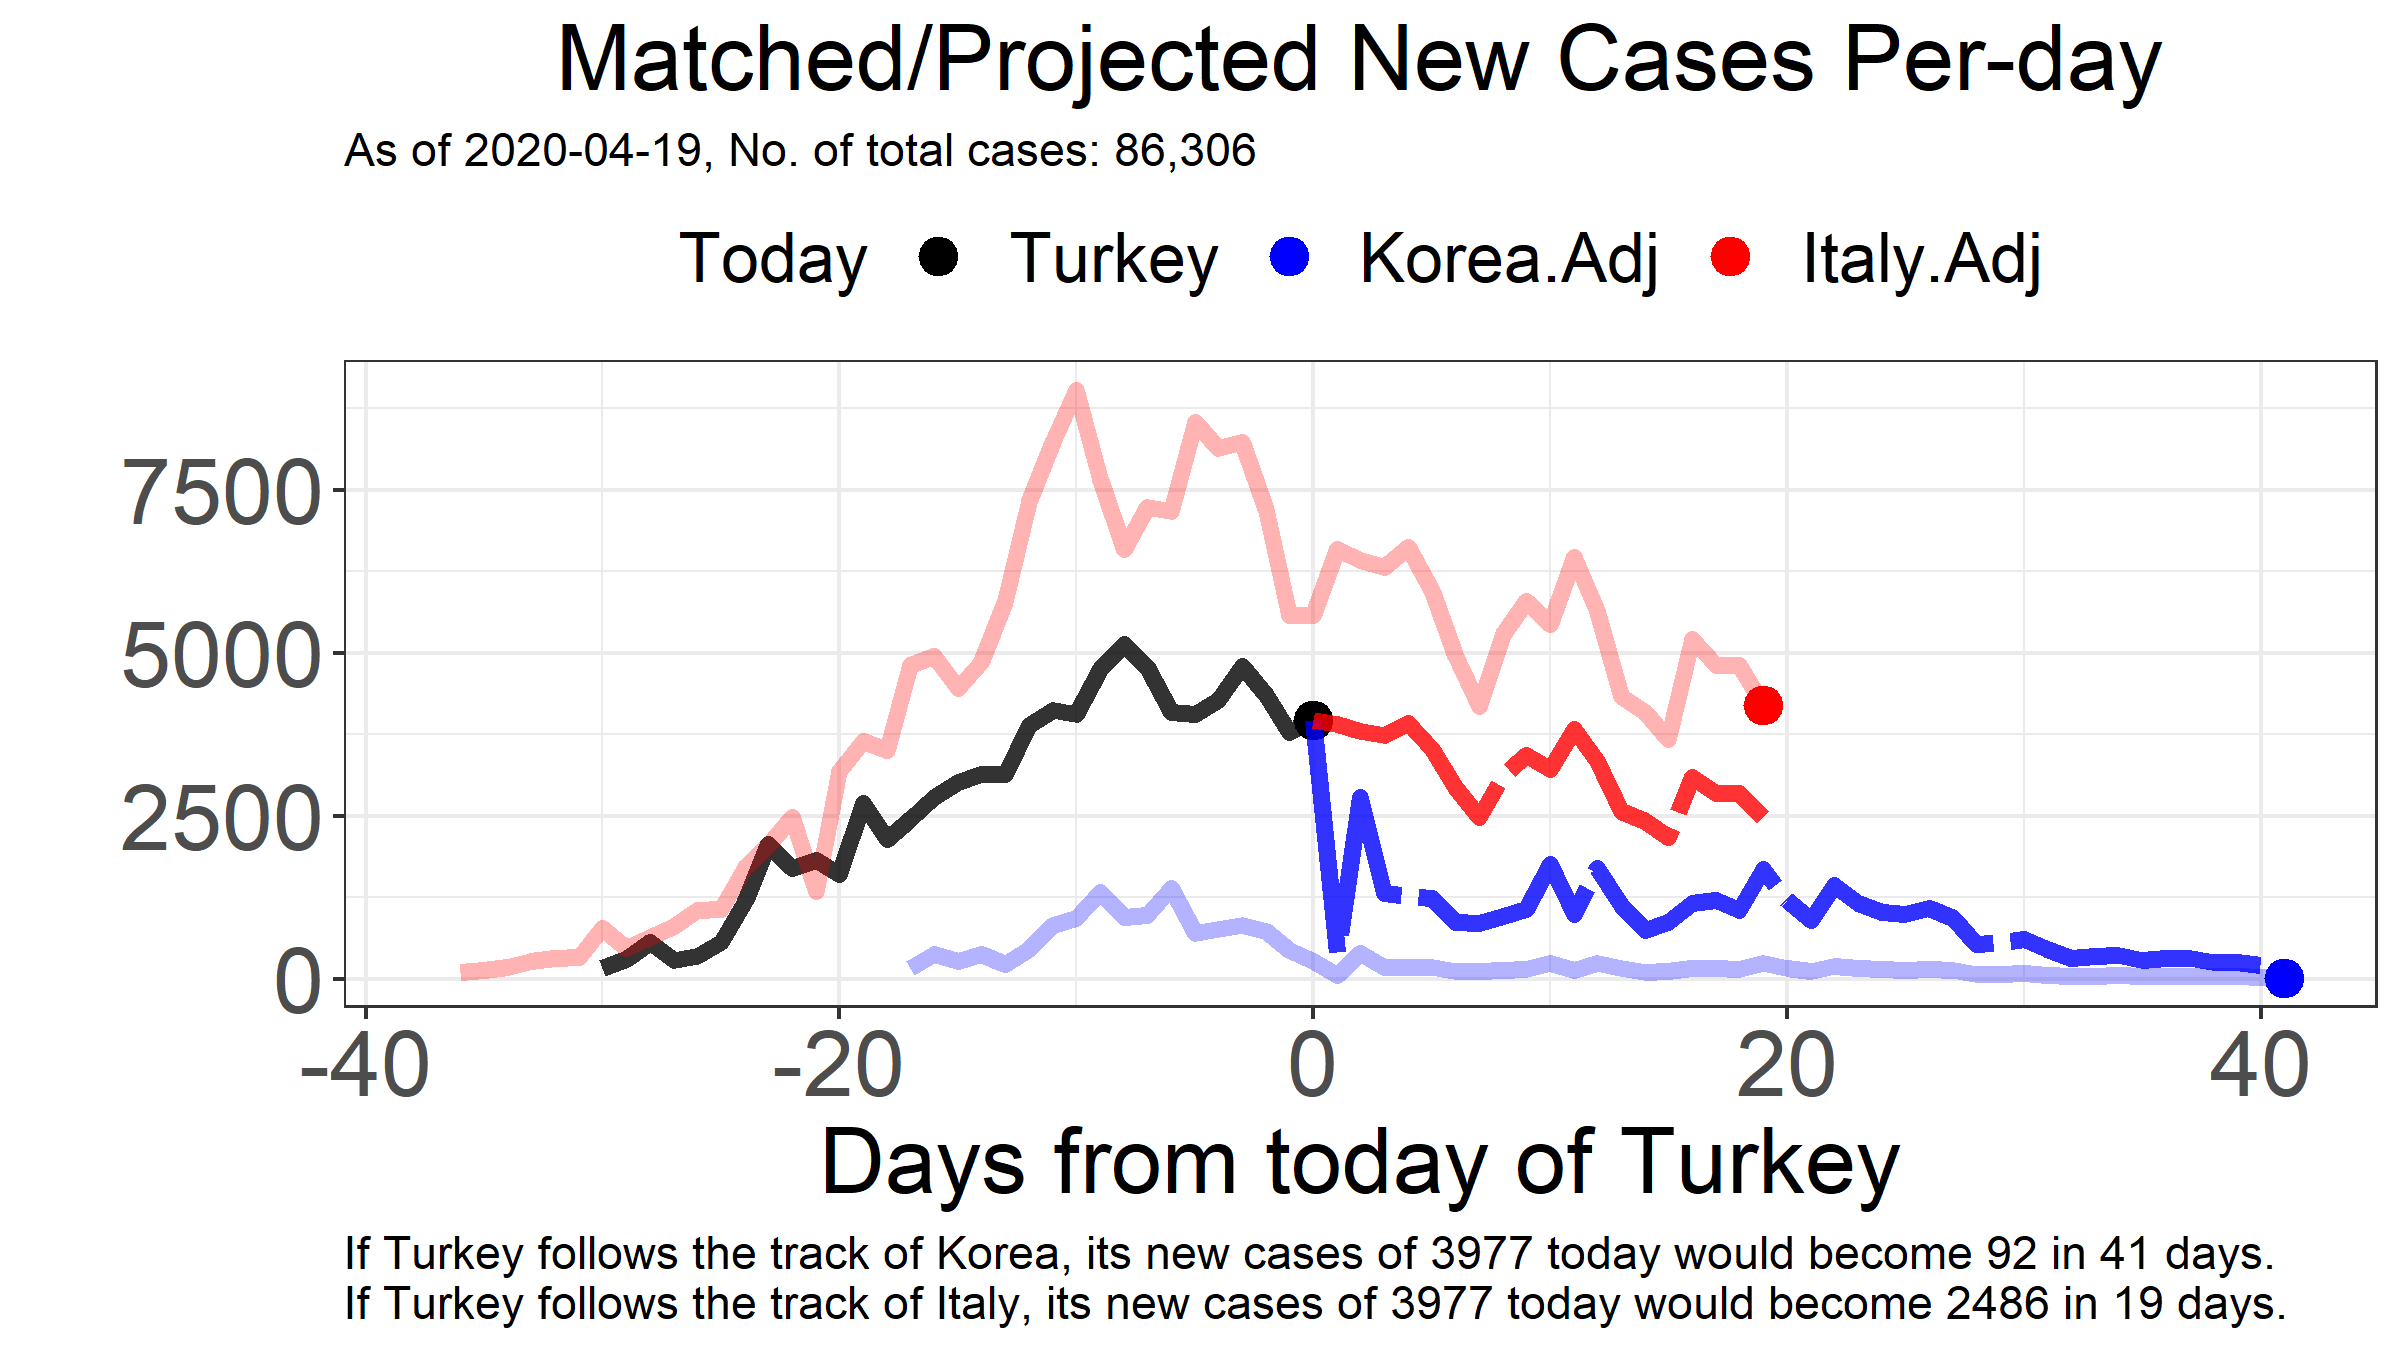 Matched/Projected New Cases Per-day
As of 2020-04-19, No. of total cases: 86,306
Today Turkey Korea.Adj Italy.Adj
7500
5000
2500
0
-40 -20 0 20 40
Days from today of Turkey
If Turkey follows the track of Korea, its new cases of 3977 today would become 92 in 41 days.
If Turkey follows the track of Italy, its new cases of 3977 today would become 2486 in 19 days.